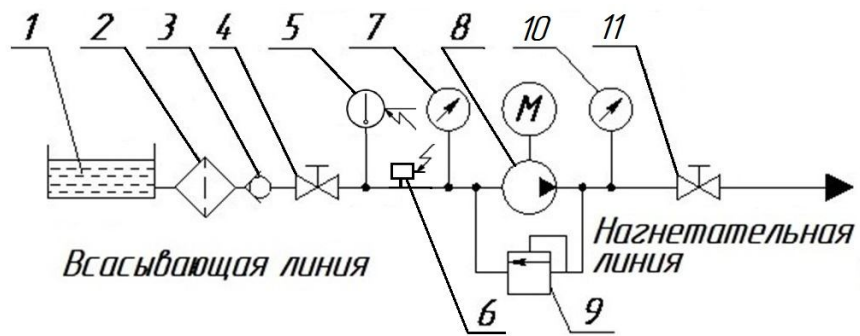 1 2 3 4 5 7 8 10 11
M
Всасывающая линия
Нагнетательная
линия
6 9